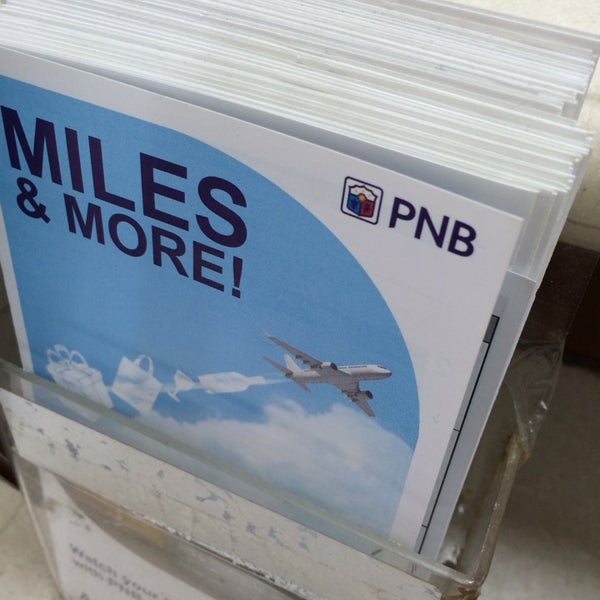 MILES
& MORE!
PNB
Watch your
with PNB